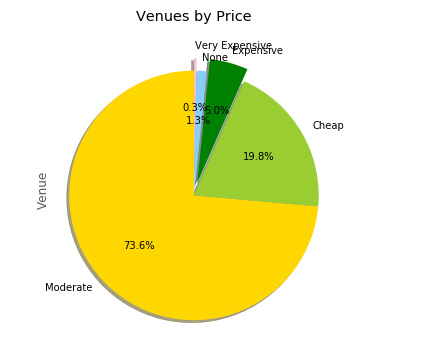 Venues by Price
Very Expensive
Expensive
None
0.3%
5.0%
1.3%
Cheap
19.8%
Venue
73.6%
Moderate